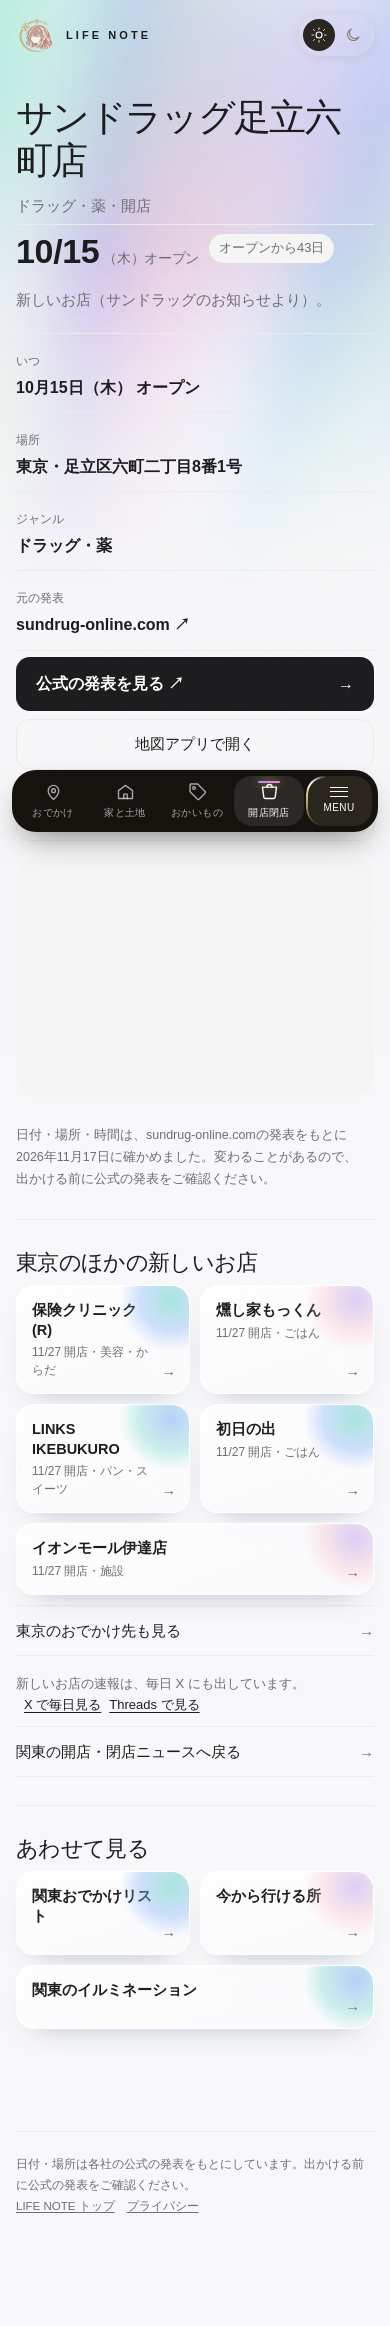 LIFE NOTE
サンドラッグ足立六
町店
ドラッグ・薬・開店
10/15（木）オープン オープンから43日
新しいお店（サンドラッグのお知らせより）。
いつ
10月15日（木） オープン
場所
東京・足立区六町二丁目8番1号
ジャンル
ドラッグ・薬
元の発表
sundrug-online.com ↗
公式の発表を見る ↗ →
地図アプリで開く
おでかけ 家と土地 おかいもの 開店閉店 MENU
日付・場所・時間は、sundrug-online.comの発表をもとに
2026年11月17日に確かめました。変わることがあるので、
出かける前に公式の発表をご確認ください。
東京のほかの新しいお店
保険クリニック
(R)
11/27 開店・美容・か
らだ →
燻し家もっくん
11/27 開店・ごはん
→
LINKS
IKEBUKURO
11/27 開店・パン・ス
イーツ →
初日の出
11/27 開店・ごはん
→
イオンモール伊達店
11/27 開店・施設 →
東京のおでかけ先も見る →
新しいお店の速報は、毎日 X にも出しています。
X で毎日見る Threads で見る
関東の開店・閉店ニュースへ戻る →
あわせて見る
関東おでかけリス
ト →
今から行ける所
→
関東のイルミネーション
→
日付・場所は各社の公式の発表をもとにしています。出かける前
に公式の発表をご確認ください。
LIFE NOTE トップ プライバシー